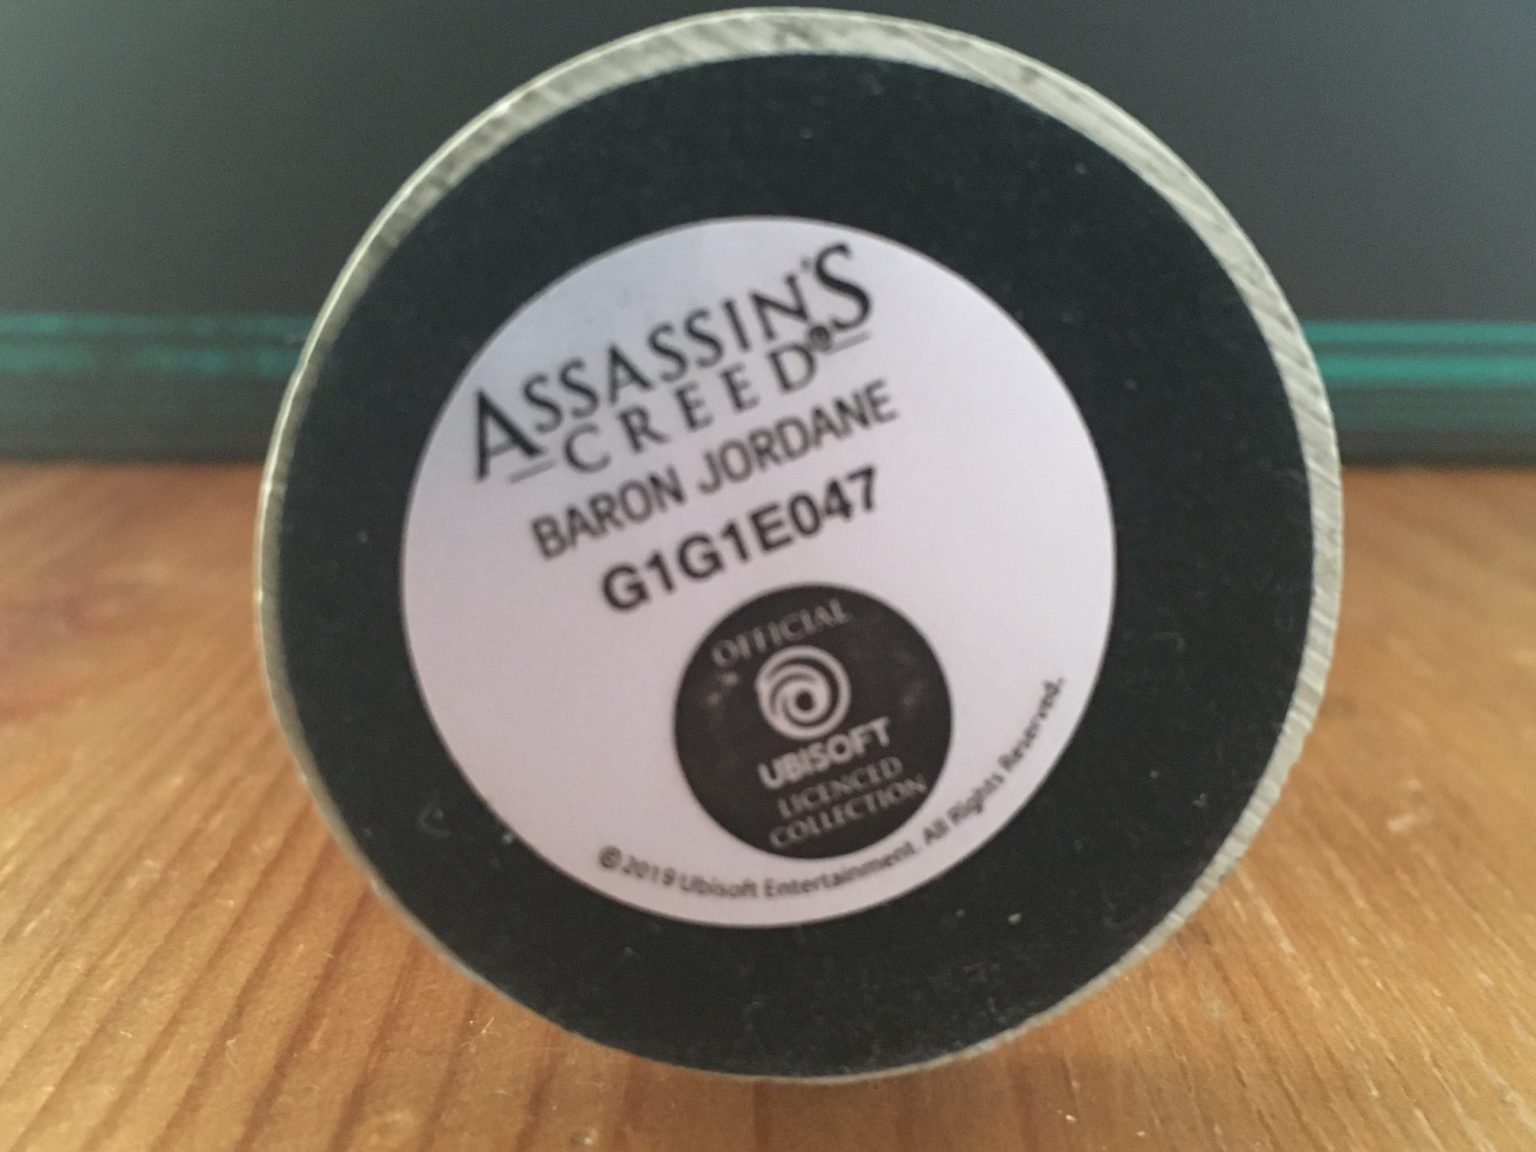 ASSASSIN'S
CREED®
BARON JORDANE
G1G1E047
OFFICIAL
UBISOFT
LICENCED
COLLECTION
©2019 Ubisoft Entertainment. All Rights Reserved.